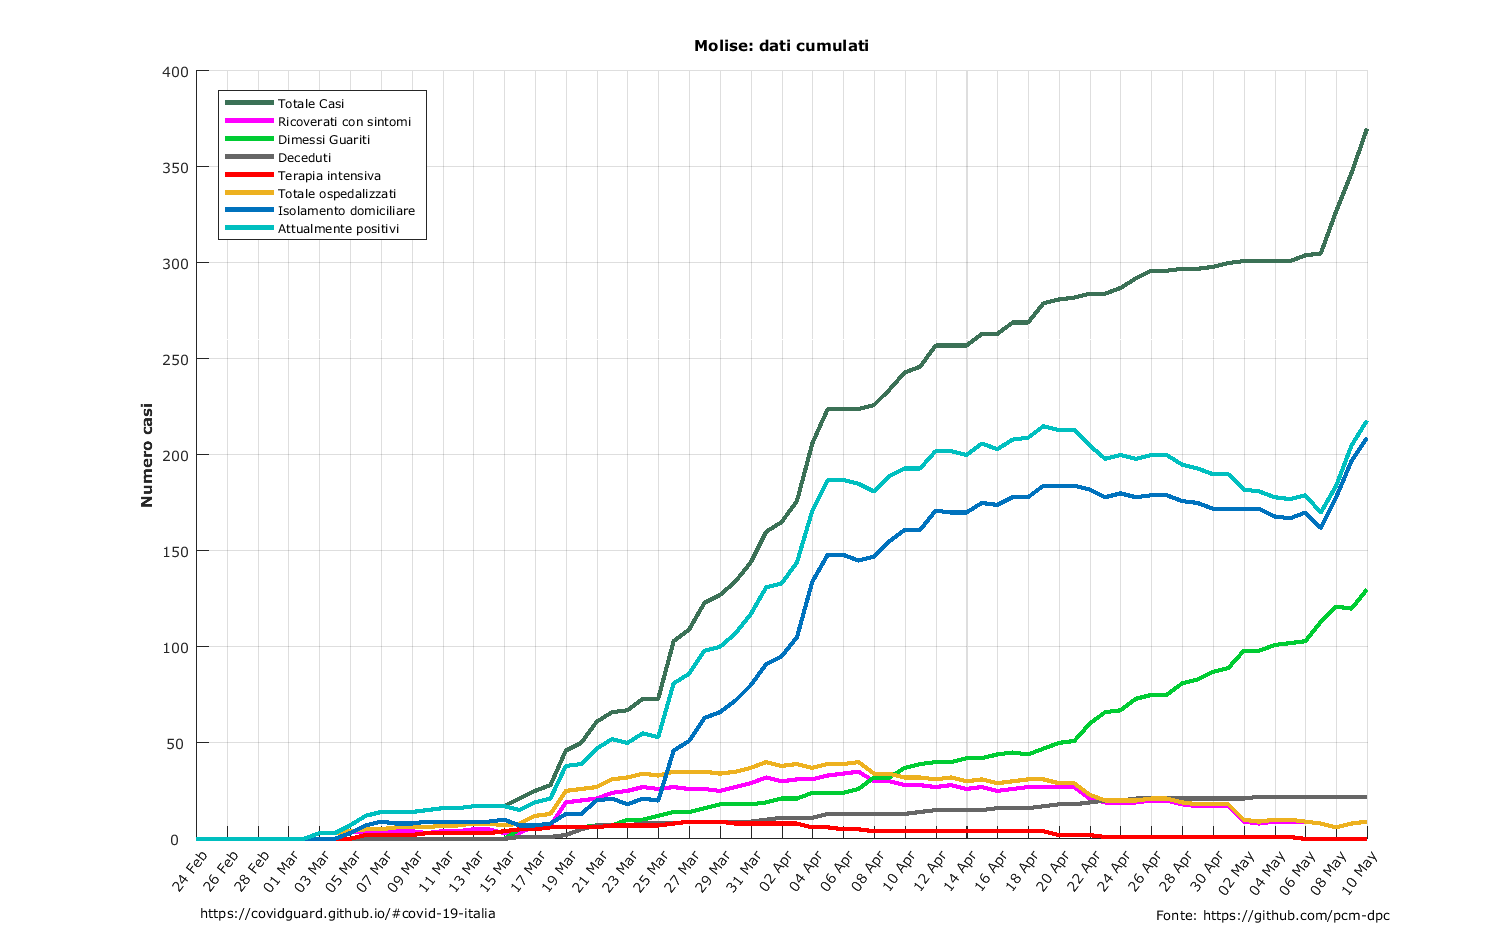 Molise: dati cumulati
Numero casi
400
350
300
250
200
150
100
50
0
Totale Casi
Ricoverati con sintomi
Dimessi Guariti
Deceduti
Terapia intensiva
Totale ospedalizzati
Isolamento domiciliare
Attualmente positivi
24 Feb
26 Feb
28 Feb
01 Mar
03 Mar
05 Mar
07 Mar
09 Mar
11 Mar
13 Mar
15 Mar
17 Mar
19 Mar
21 Mar
23 Mar
25 Mar
27 Mar
29 Mar
31 Mar
02 Apr
04 Apr
06 Apr
08 Apr
10 Apr
12 Apr
14 Apr
16 Apr
18 Apr
20 Apr
22 Apr
24 Apr
26 Apr
28 Apr
30 Apr
02 May
04 May
06 May
08 May
10 May
https://covidguard.github.io/#covid-19-italia
Fonte: https://github.com/pcm-dpc